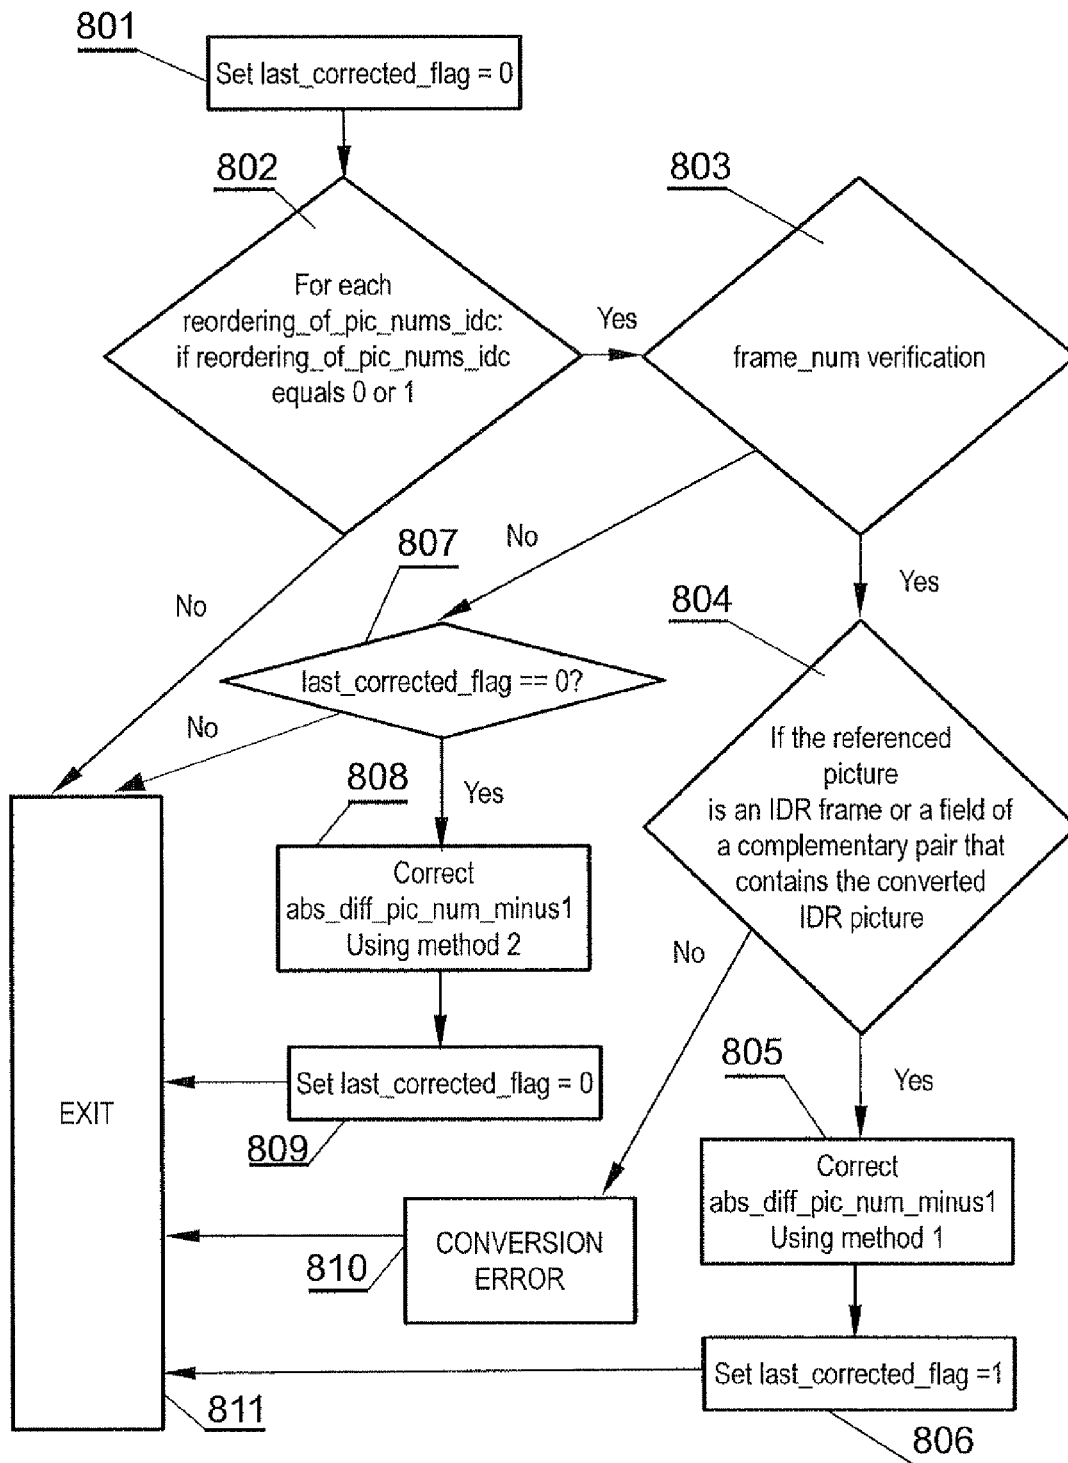 801
Set last_corrected_flag = 0
802
803
For each
reordering_of_pic_nums_idc:
if reordering_of_pic_nums_idc
equals 0 or 1
Yes
frame_num verification
No
807
No
Yes
804
last_corrected_flag == 0?
No
808
Yes
If the referenced
picture
is an IDR frame or a field of
a complementary pair that
contains the converted
IDR picture
Correct
abs_diff_pic_num_minus1
Using method 2
No
805
Yes
Set last_corrected_flag = 0
809
EXIT
Correct
abs_diff_pic_num_minus1
Using method 1
CONVERSION
ERROR
810
Set last_corrected_flag =1
811
806